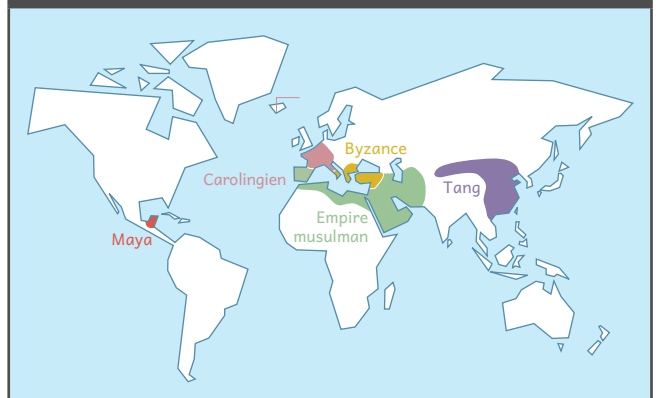 Byzance
Carolingien
Tang
Empire
musulman
Maya